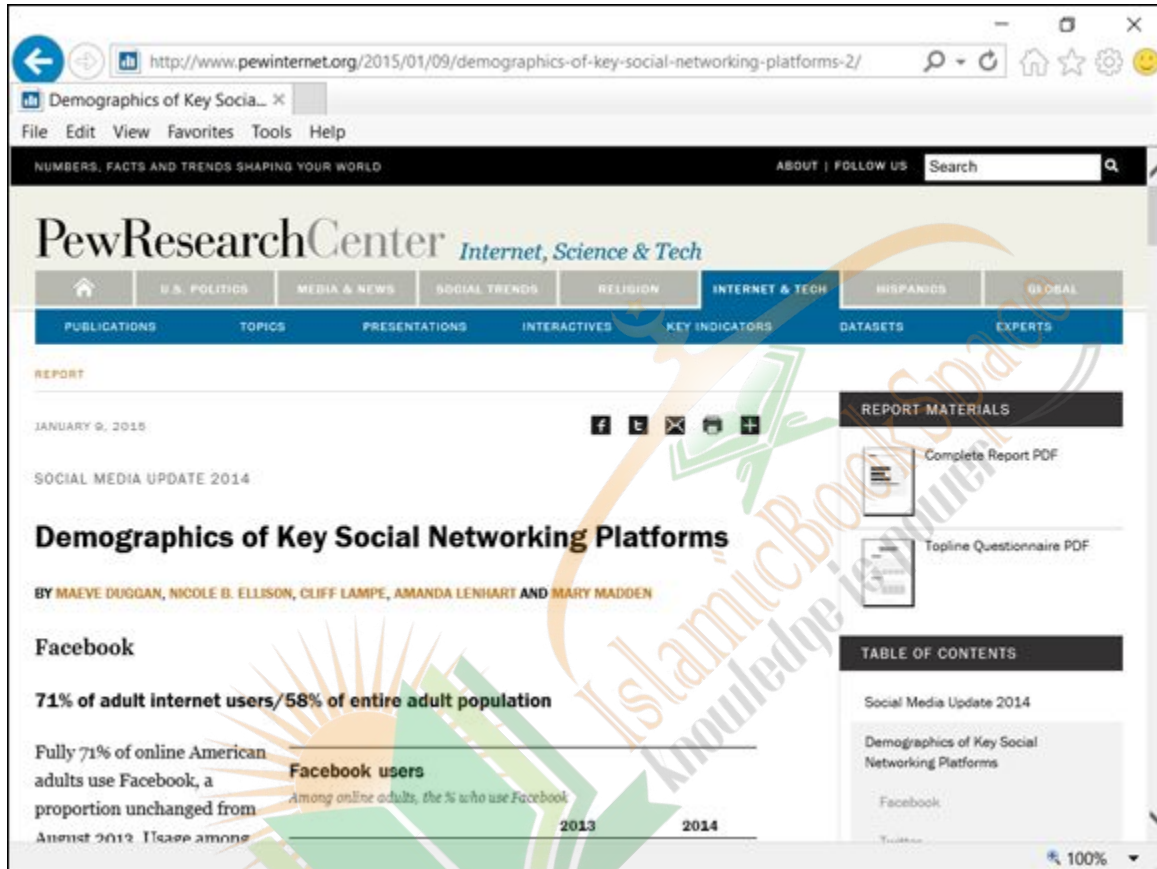 http://www.pewinternet.org/2015/01/09/demographics-of-key-social-networking-platforms-2/
Demographics of Key Socia...
File Edit View Favorites Tools Help
NUMBERS, FACTS AND TRENDS SHAPING YOUR WORLD
ABOUT | FOLLOW US
Search
PewResearchCenter Internet, Science & Tech
U.S. POLITICS MEDIA & NEWS SOCIAL TRENDS RELIGION INTERNET & TECH HISPANICS GLOBAL
PUBLICATIONS TOPICS PRESENTATIONS INTERACTIVES KEY INDICATORS DATASETS EXPERTS
REPORT
JANUARY 9, 2015
SOCIAL MEDIA UPDATE 2014
Demographics of Key Social Networking Platforms
BY MAEVE DUGGAN, NICOLE B. ELLISON, CLIFF LAMPE, AMANDA LENHART AND MARY MADDEN
Facebook
71% of adult internet users/58% of entire adult population
Fully 71% of online American
adults use Facebook, a
proportion unchanged from
August 2013. Usage among
Facebook users
Among online adults, the % who use Facebook
2013 2014
REPORT MATERIALS
Complete Report PDF
Topline Questionnaire PDF
TABLE OF CONTENTS
Social Media Update 2014
Demographics of Key Social
Networking Platforms
Facebook
Twitter
100%
IslamicBookSpace
Knowledge is power